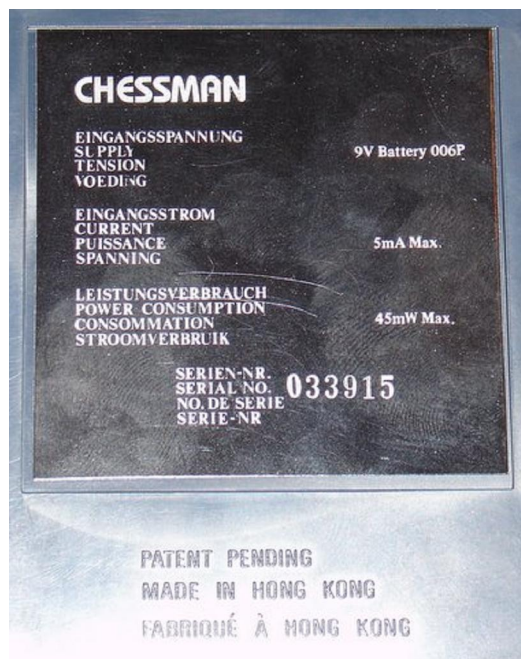 CHESSMAN
EINGANGSSPANNUNG
SUPPLY
TENSION
VOEDING
9V Battery 006P
EINGANGSSTROM
CURRENT
PUISSANCE
SPANNING
5mA Max.
LEISTUNGSVERBRAUCH
POWER CONSUMPTION
CONSOMMATION
STROOMVERBRUIK
45mW Max.
SERIEN-NR.
SERIAL NO.
NO. DE SERIE
SERIE-NR
033915
PATENT PENDING
MADE IN HONG KONG
FABRIQUÉ À HONG KONG